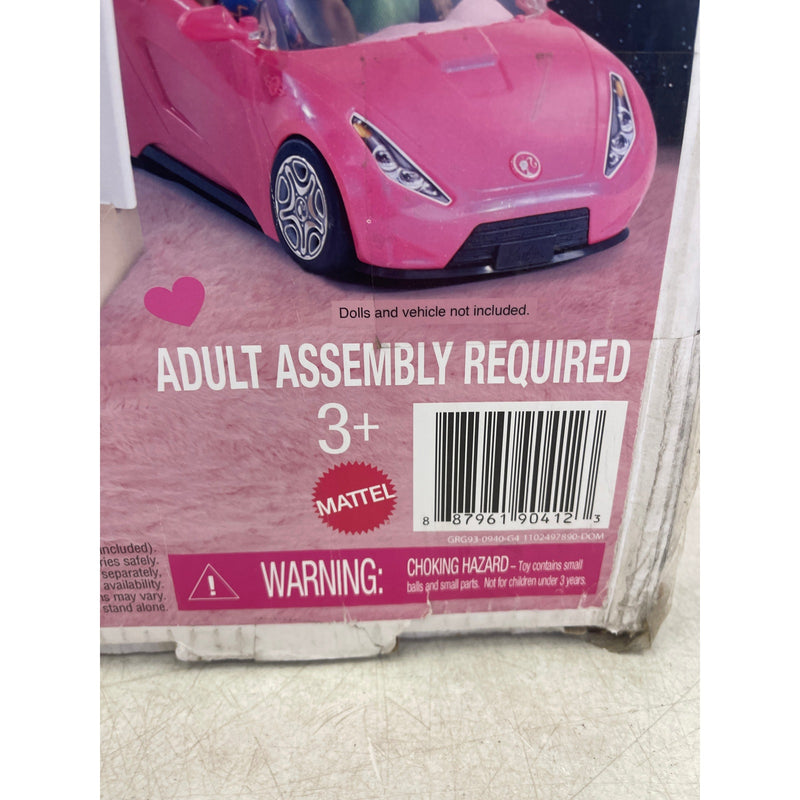 Dolls and vehicle not included.
ADULT ASSEMBLY REQUIRED
3+
MATTEL
8 87961 90412 3
GRG93-0940-G4 1102497890-DOM
included).
ries safely.
separately,
availability.
s may vary.
stand alone.
WARNING:
CHOKING HAZARD – Toy contains small
balls and small parts. Not for children under 3 years.